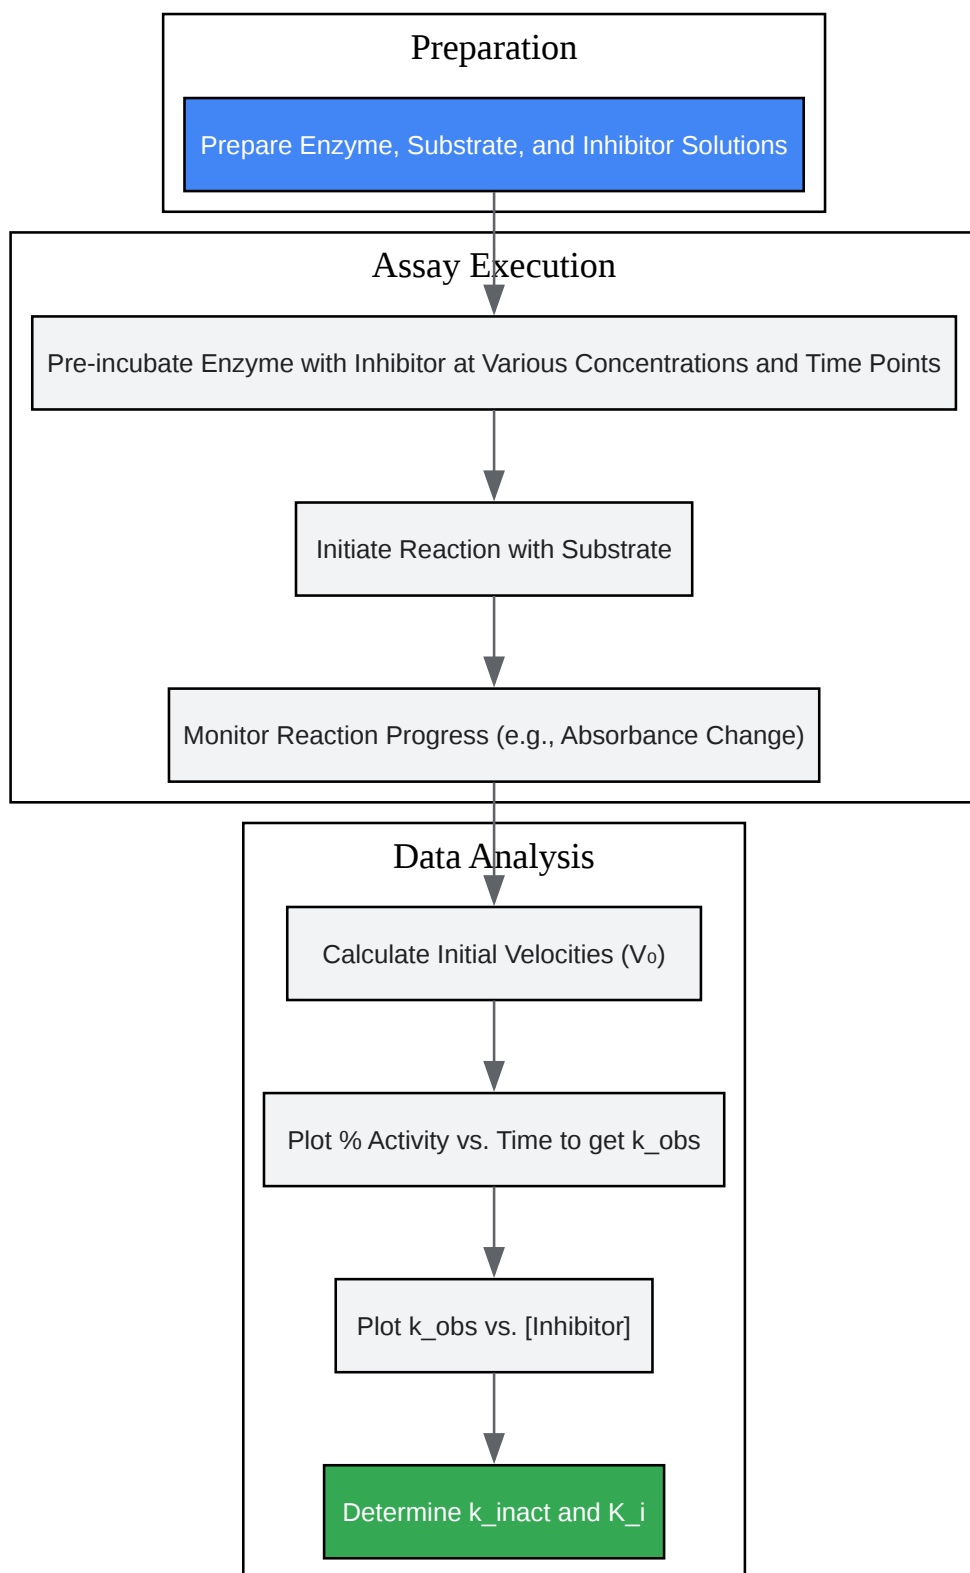 Preparation
Prepare Enzyme, Substrate, and Inhibitor Solutions
Assay Execution
Pre-incubate Enzyme with Inhibitor at Various Concentrations and Time Points
Initiate Reaction with Substrate
Monitor Reaction Progress (e.g., Absorbance Change)
Data Analysis
Calculate Initial Velocities (V₀)
Plot % Activity vs. Time to get k_obs
Plot k_obs vs. [Inhibitor]
Determine k_inact and K_i